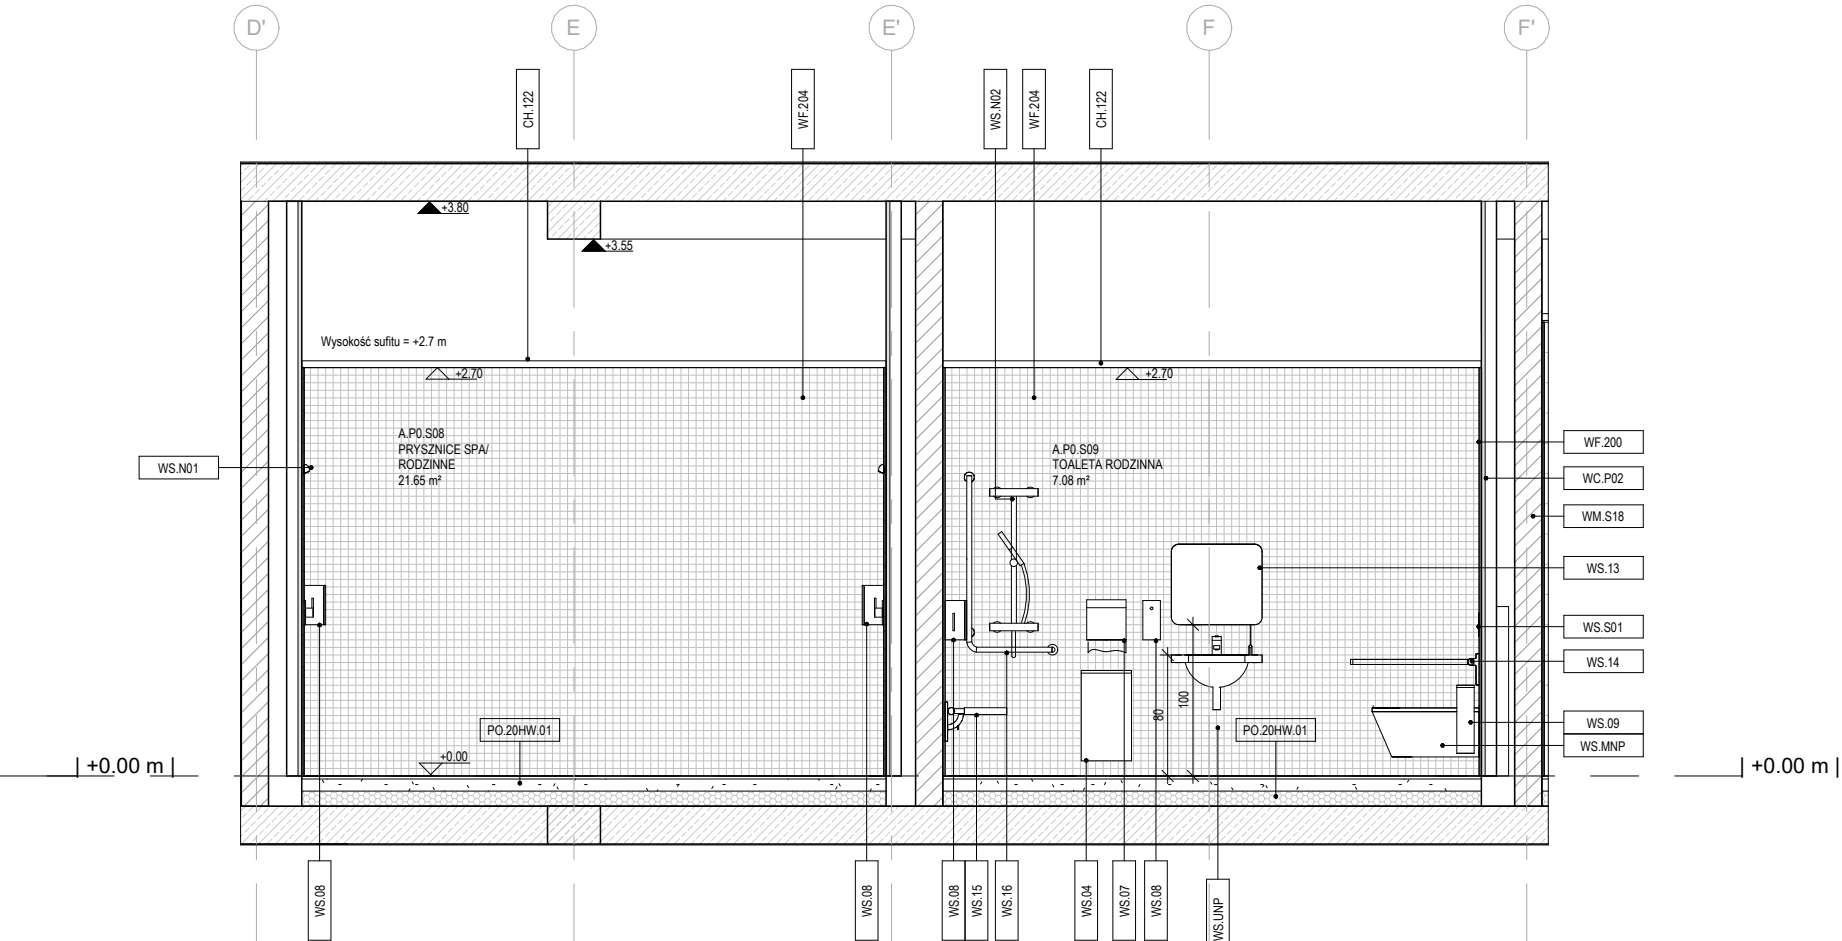 D'
E
E'
F
F'
CH.122
WF.204
WS.N02
WF.204
CH.122
+3.80
+3.55
Wysokość sufitu = +2.7 m
+2.70
+2.70
A.P0.S08
PRYSZNICE SPA/
RODZINNE
21.65 m²
A.P0.S09
TOALETA RODZINNA
7.08 m²
WS.N01
WF.200
WC.P02
WM.S18
WS.13
WS.S01
WS.14
WS.09
WS.MNP
80
100
PO.20HW.01
PO.20HW.01
+0.00
| +0.00 m |
| +0.00 m |
WS.08
WS.08
WS.08
WS.15
WS.16
WS.04
WS.07
WS.08
WS.UNP